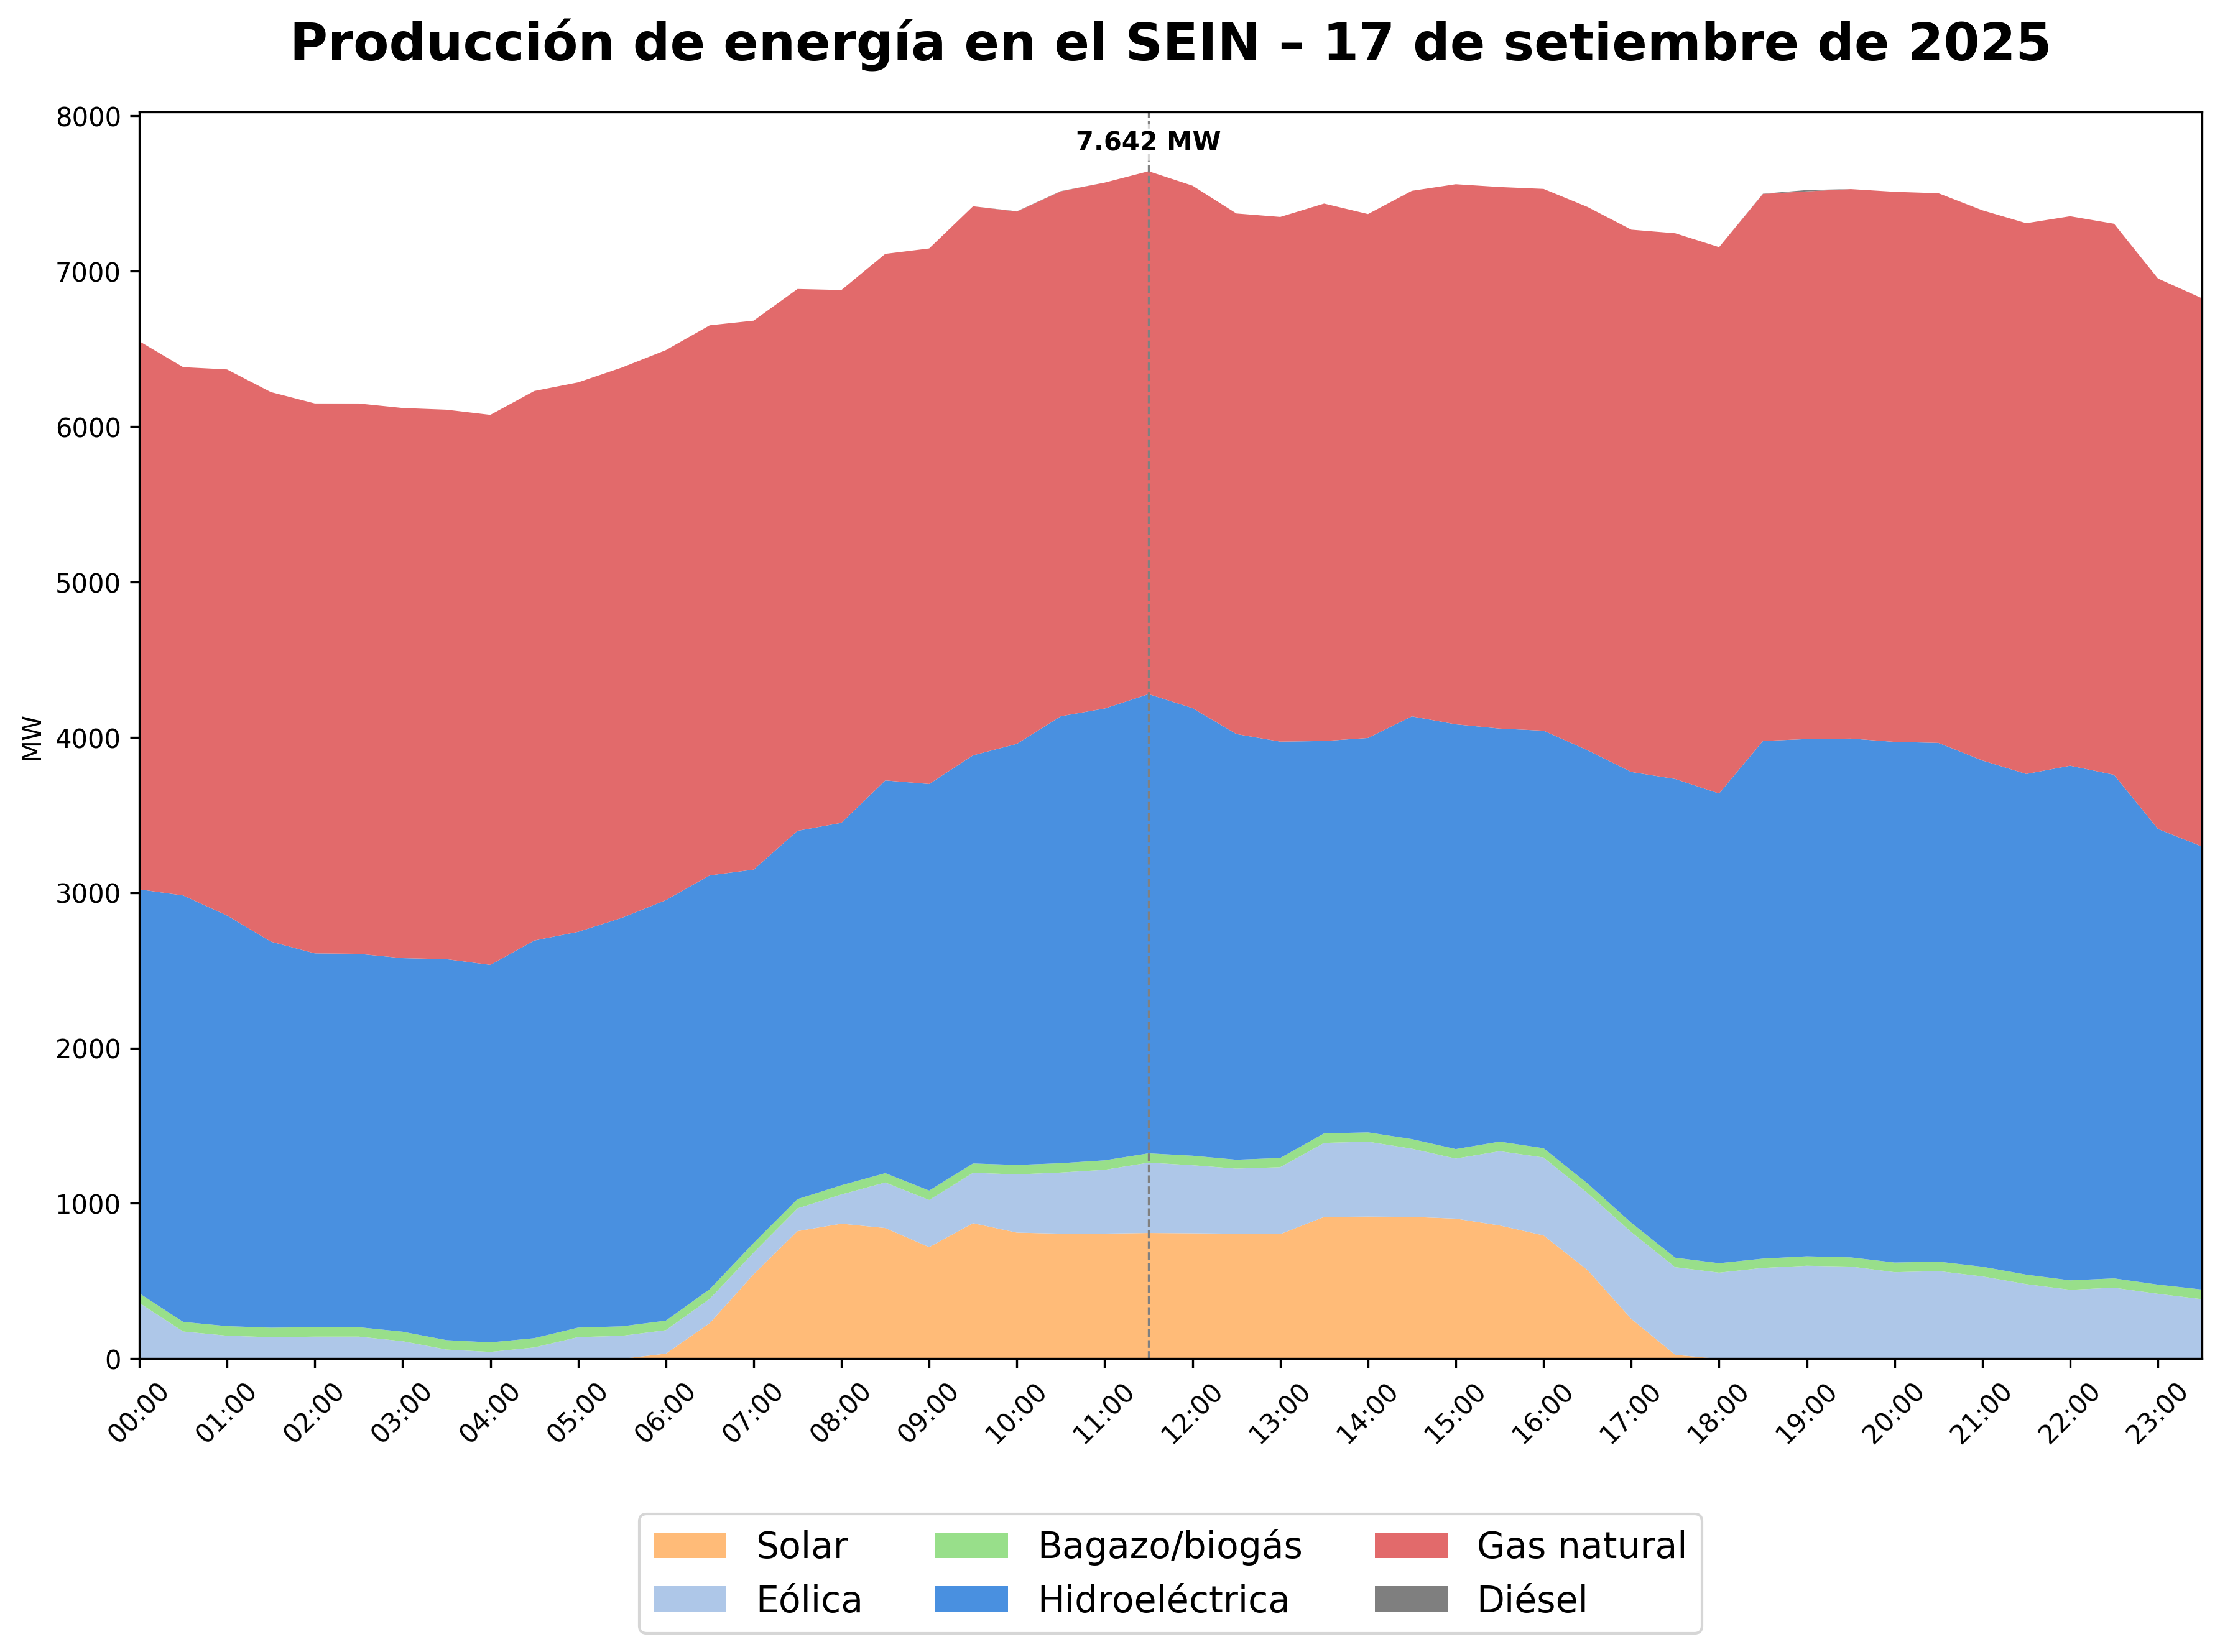 Producción de energía en el SEIN – 17 de setiembre de 2025
8000
7.642 MW
7000
6000
5000
4000
MW
3000
2000
1000
0
00:00 01:00 02:00 03:00 04:00 05:00 06:00 07:00 08:00 09:00 10:00 11:00 12:00 13:00 14:00 15:00 16:00 17:00 18:00 19:00 20:00 21:00 22:00 23:00
Solar Bagazo/biogás Gas natural
Eólica Hidroeléctrica Diésel